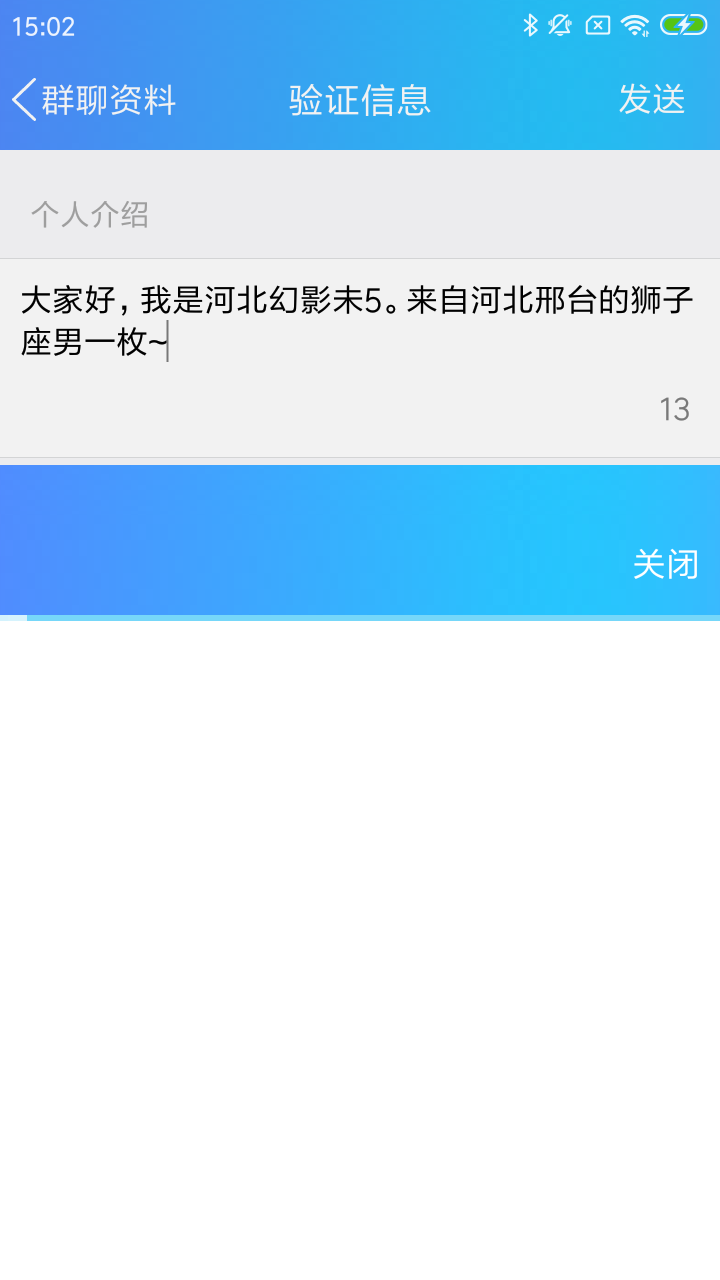 15:02
群聊资料 验证信息 发送
个人介绍
大家好，我是河北幻影未5。来自河北邢台的狮子
座男一枚~
13
关闭